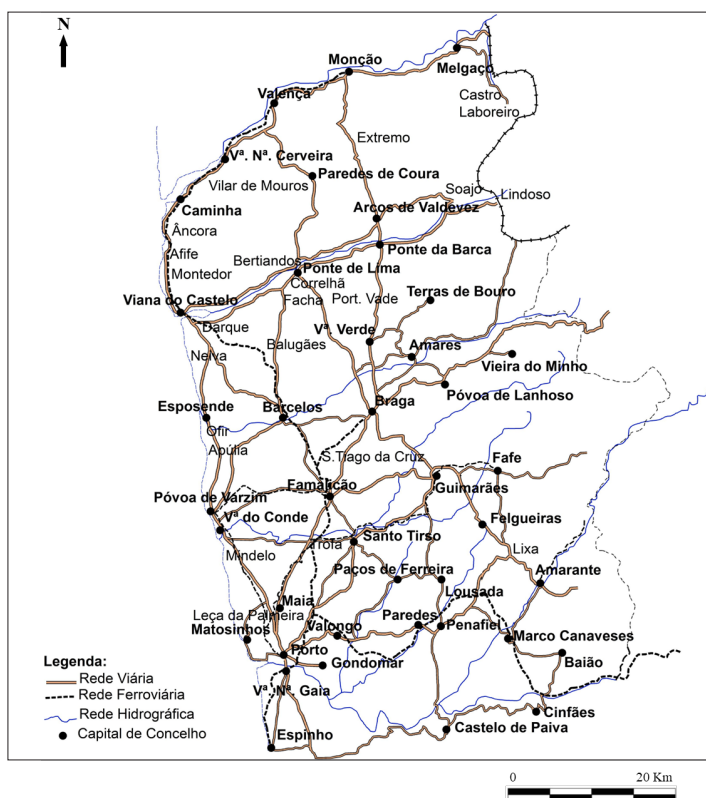 N
Monção
Melgaço
Castro
Laboreiro
Valença
Extremo
Vª. Nª. Cerveira
Paredes de Coura
Vilar de Mouros
Soajo
Lindoso
Caminha
Arcos de Valdevez
Âncora
Afife
Ponte da Barca
Bertiandos
Montedor
Ponte de Lima
Correlhã
Terras de Bouro
Viana do Castelo
Facha
Port. Vade
Darque
Vª. Verde
Balugães
Amares
Neiva
Vieira do Minho
Póvoa de Lanhoso
Esposende
Barcelos
Braga
Ofir
Apúlia
S.Tiago da Cruz
Fafe
Famalicão
Guimarães
Póvoa de Varzim
Vª do Conde
Felgueiras
Santo Tirso
Trofa
Mindelo
Lixa
Paços de Ferreira
Amarante
Lousada
Maia
Leça da Palmeira
Paredes
Matosinhos
Valongo
Penafiel
Marco Canaveses
Porto
Gondomar
Baião
Legenda:
Rede Viária
Rede Ferroviária
Rede Hidrográfica
Capital de Concelho
Vª. Nª. Gaia
Cinfães
Castelo de Paiva
Espinho
0 20 Km